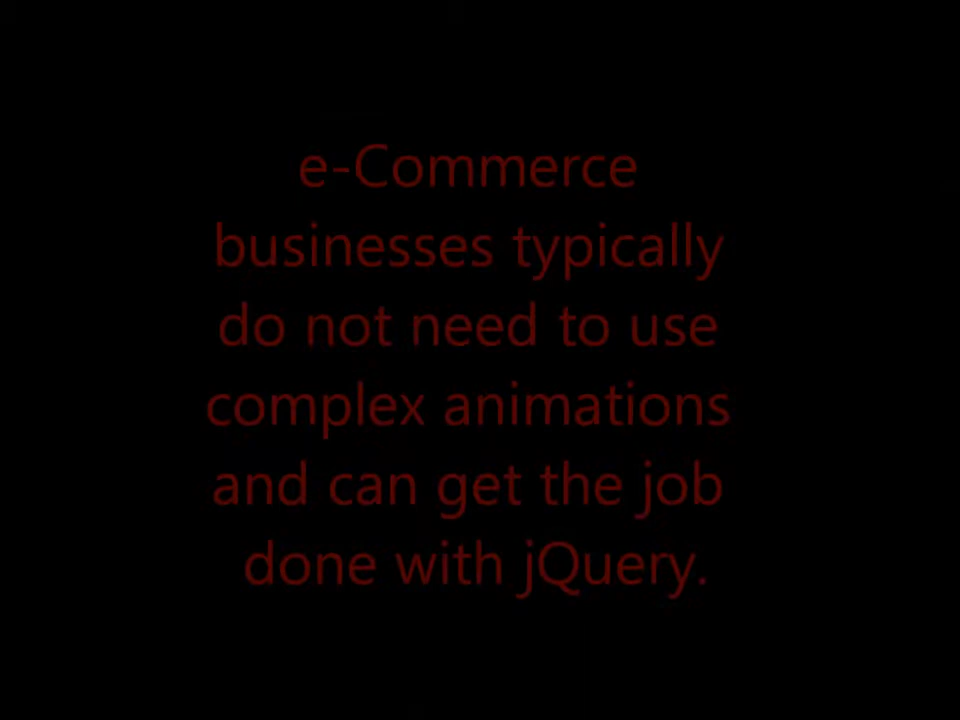 e-Commerce
businesses typically
do not need to use
complex animations
and can get the job
done with jQuery.